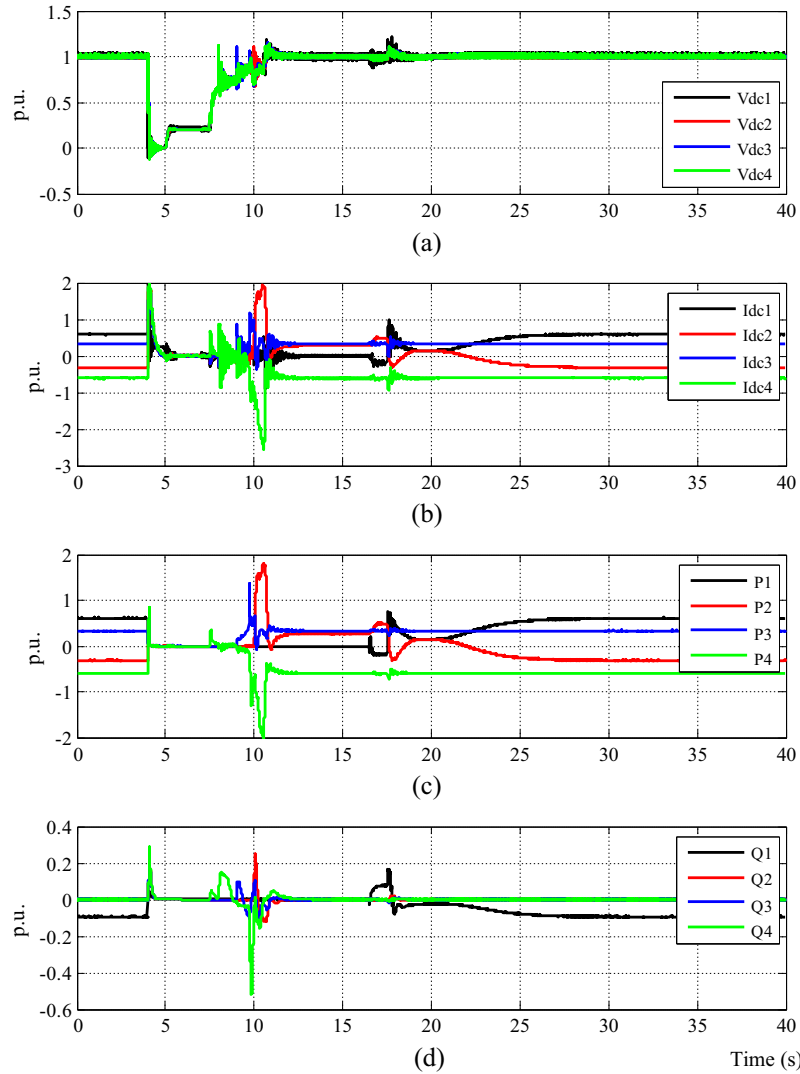 1.5
1
0.5
0
-0.5
p.u.
Vdc1
Vdc2
Vdc3
Vdc4
0 5 10 15 20 25 30 35 40
(a)
2
1
0
-1
-2
-3
p.u.
Idc1
Idc2
Idc3
Idc4
0 5 10 15 20 25 30 35 40
(b)
2
1
0
-1
-2
p.u.
P1
P2
P3
P4
0 5 10 15 20 25 30 35 40
(c)
0.4
0.2
0
-0.2
-0.4
-0.6
p.u.
Q1
Q2
Q3
Q4
0 5 10 15 20 25 30 35 40
(d) Time (s)